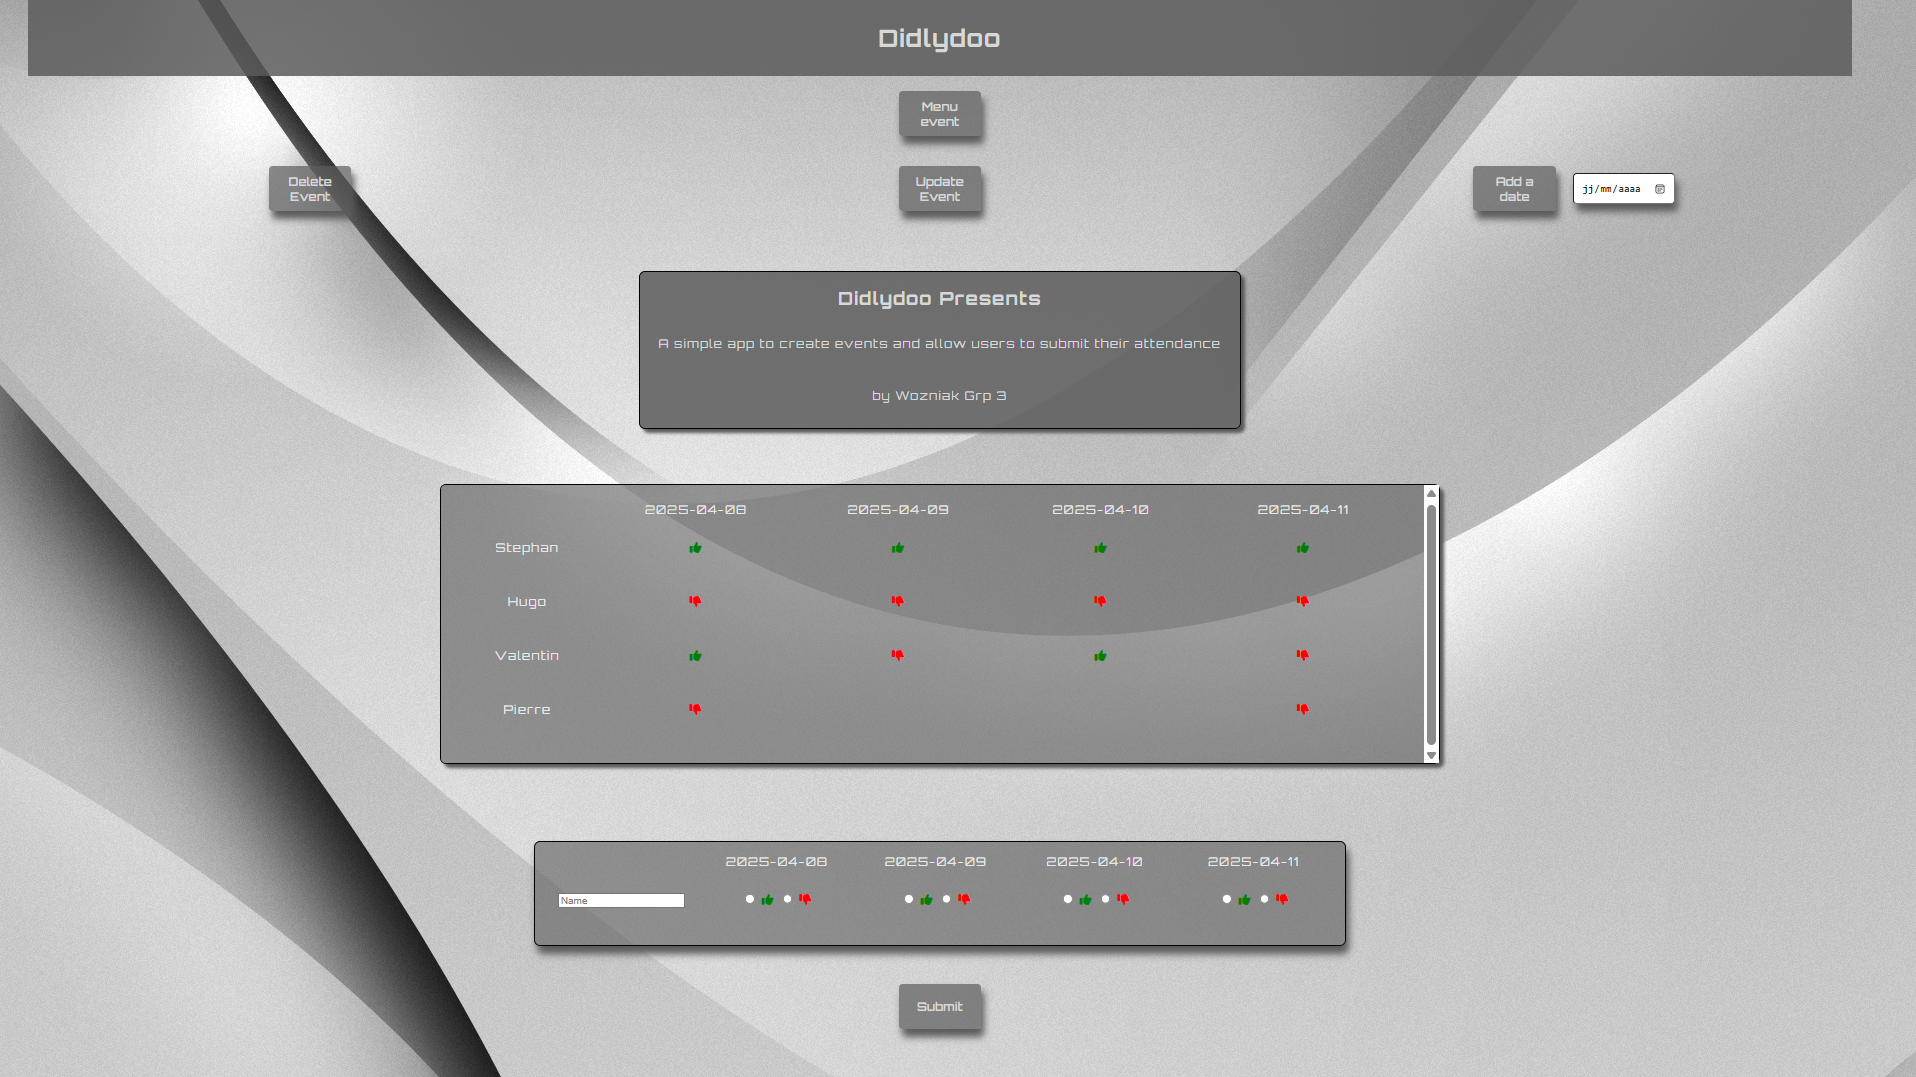 Didlydoo
Menu
event
Delete
Event
Update
Event
Add a
date
jj/mm/aaaa
Didlydoo Presents
A simple app to create events and allow users to submit their attendance
by Wozniak Grp 3
2025-04-08 2025-04-09 2025-04-10 2025-04-11
Stephan
Hugo
Valentin
Pierre
2025-04-08 2025-04-09 2025-04-10 2025-04-11
Name
Submit